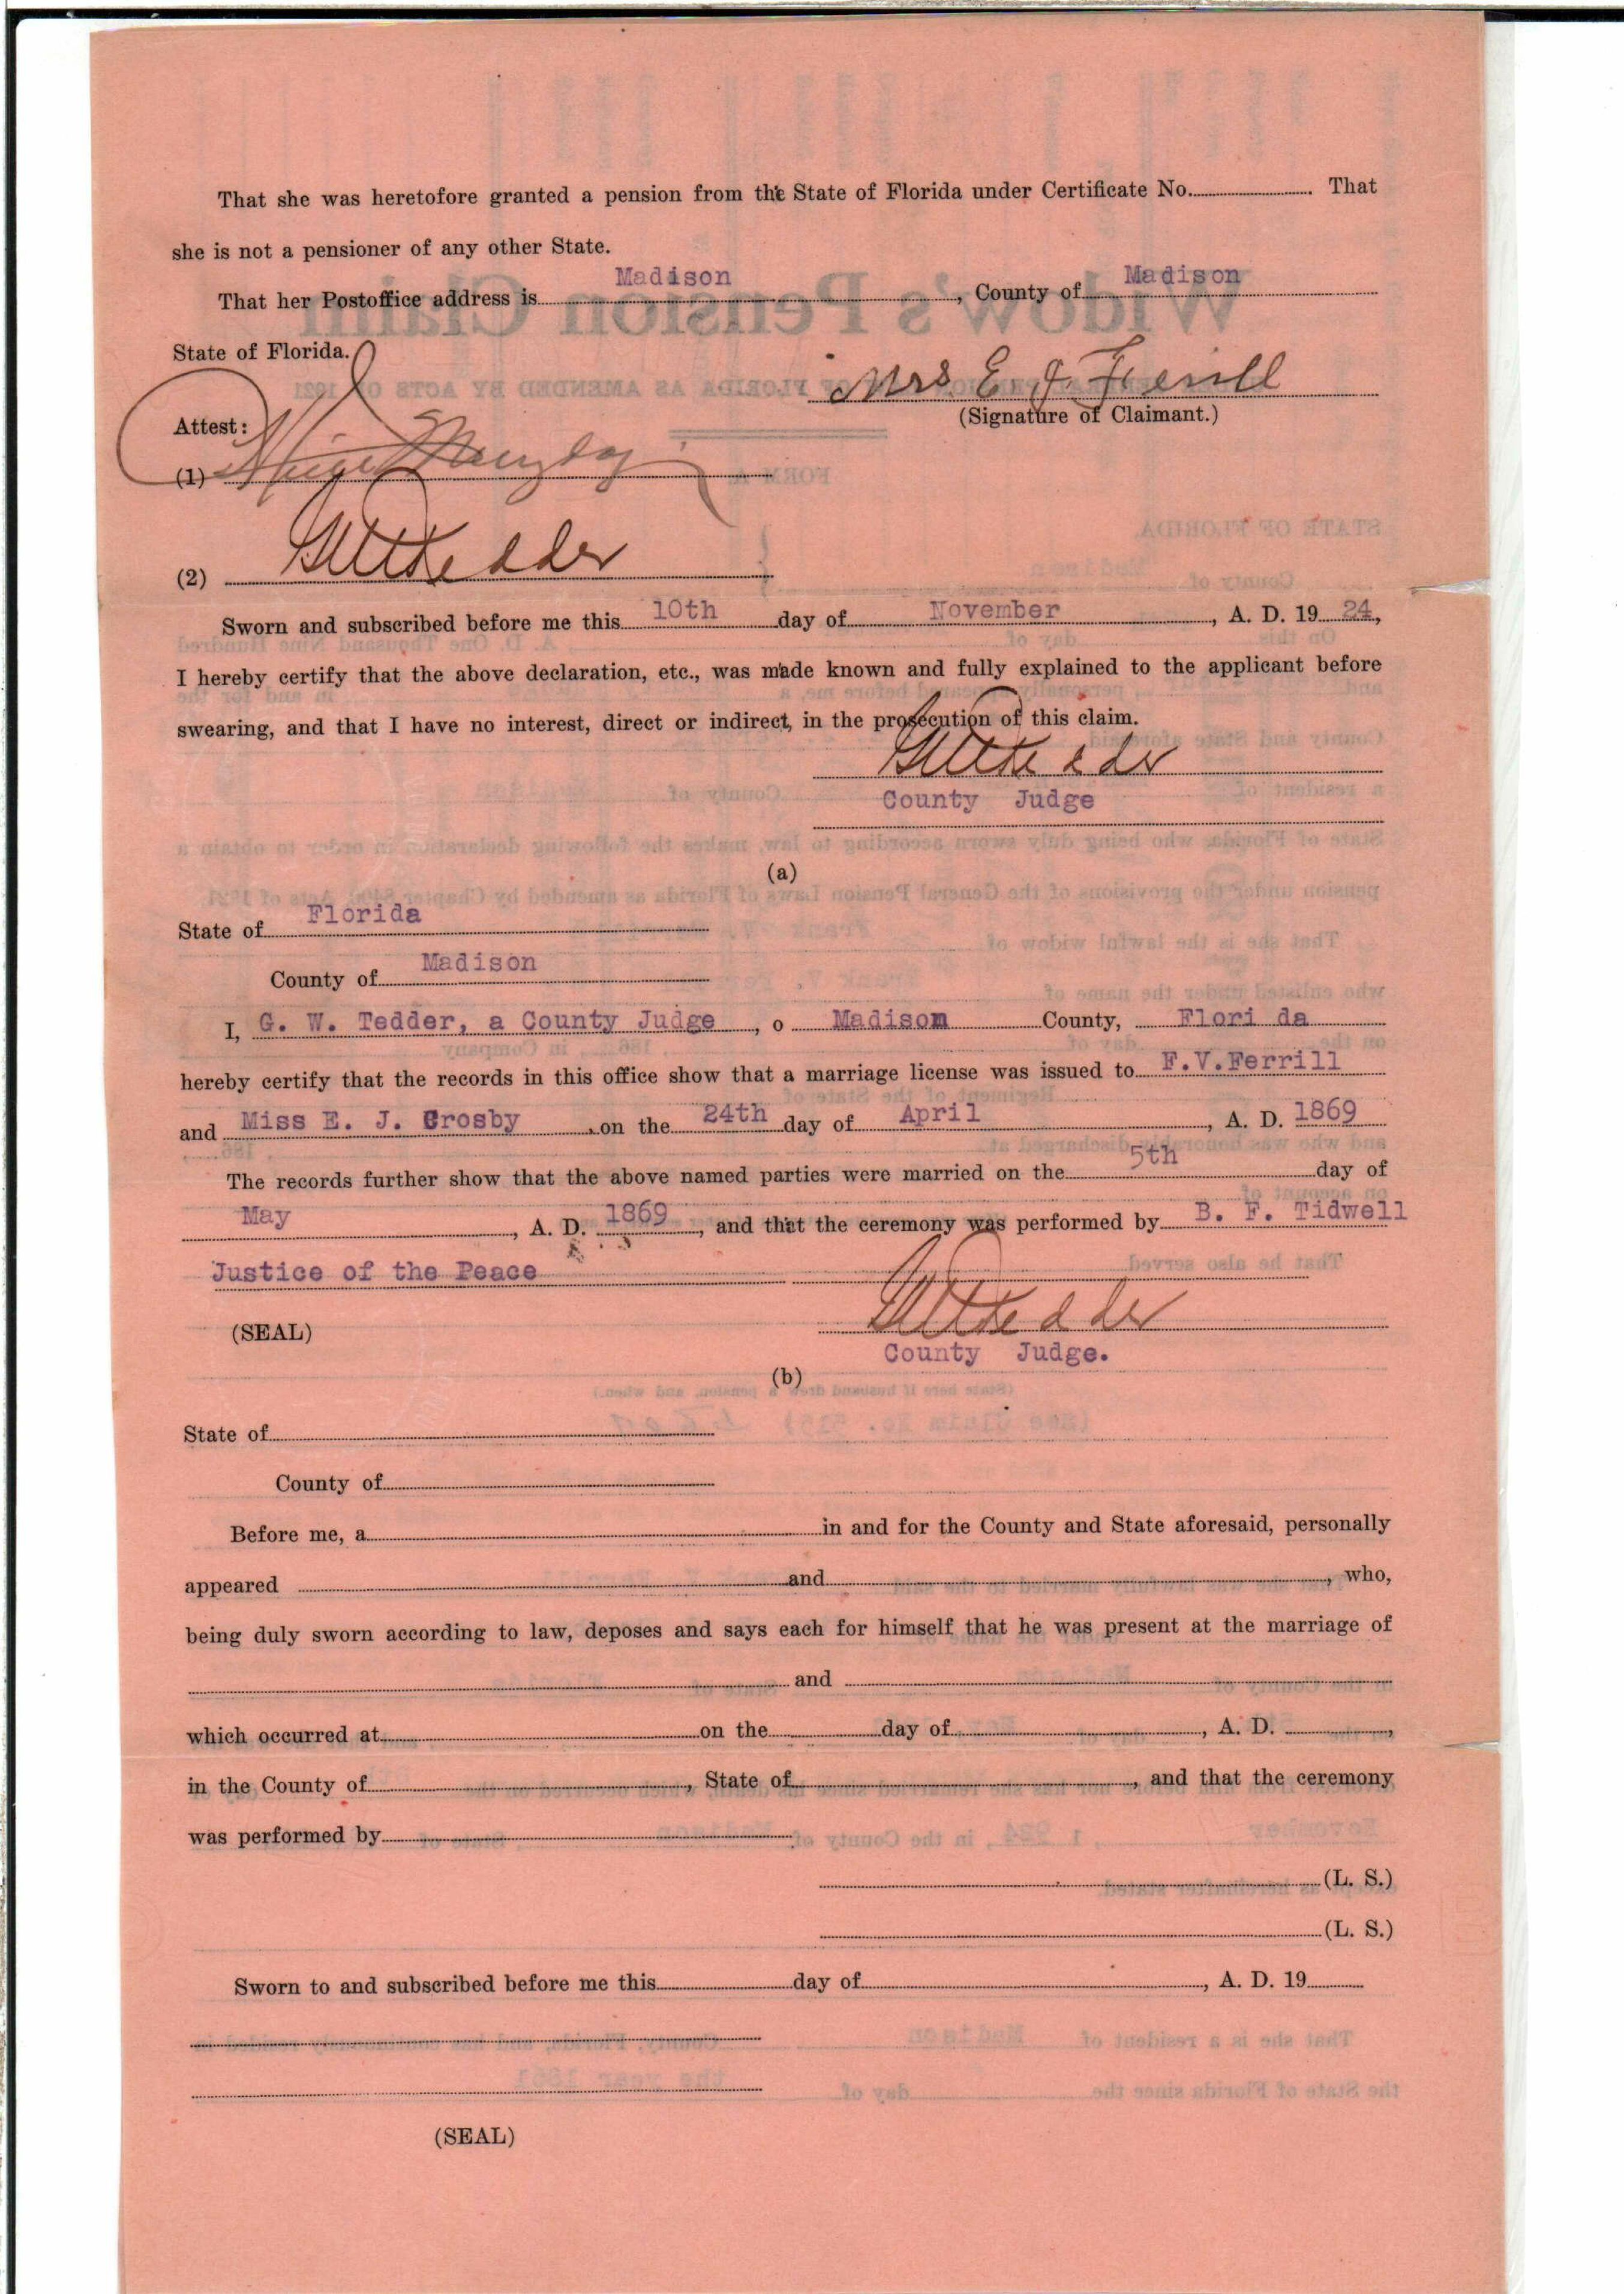 That she was heretofore granted a pension from the State of Florida under Certificate No. . That
she is not a pensioner of any other State.
That her Postoffice address is Madison , County of Madison
State of Florida.
Mrs E. J. Ferrill
(Signature of Claimant.)
Attest:
(1)
(2) G W Tedder
Sworn and subscribed before me this 10th day of November , A. D. 19 24,
I hereby certify that the above declaration, etc., was made known and fully explained to the applicant before
swearing, and that I have no interest, direct or indirect, in the prosecution of this claim.
G W Tedder
County Judge
(a)
State of Florida
County of Madison
I, G. W. Tedder, a County Judge , o Madison County, Flori da
hereby certify that the records in this office show that a marriage license was issued to F.V.Ferrill
and Miss E. J. Crosby , on the 24th day of April , A. D. 1869
The records further show that the above named parties were married on the 5th day of
May , A. D. 1869 , and that the ceremony was performed by B. F. Tidwell
Justice of the Peace
G W Tedder
(SEAL)
County Judge.
(b)
State of
County of
Before me, a in and for the County and State aforesaid, personally
appeared and , who,
being duly sworn according to law, deposes and says each for himself that he was present at the marriage of
and
which occurred at on the day of , A. D. ,
in the County of , State of , and that the ceremony
was performed by
(L. S.)
(L. S.)
Sworn to and subscribed before me this day of , A. D. 19
(SEAL)